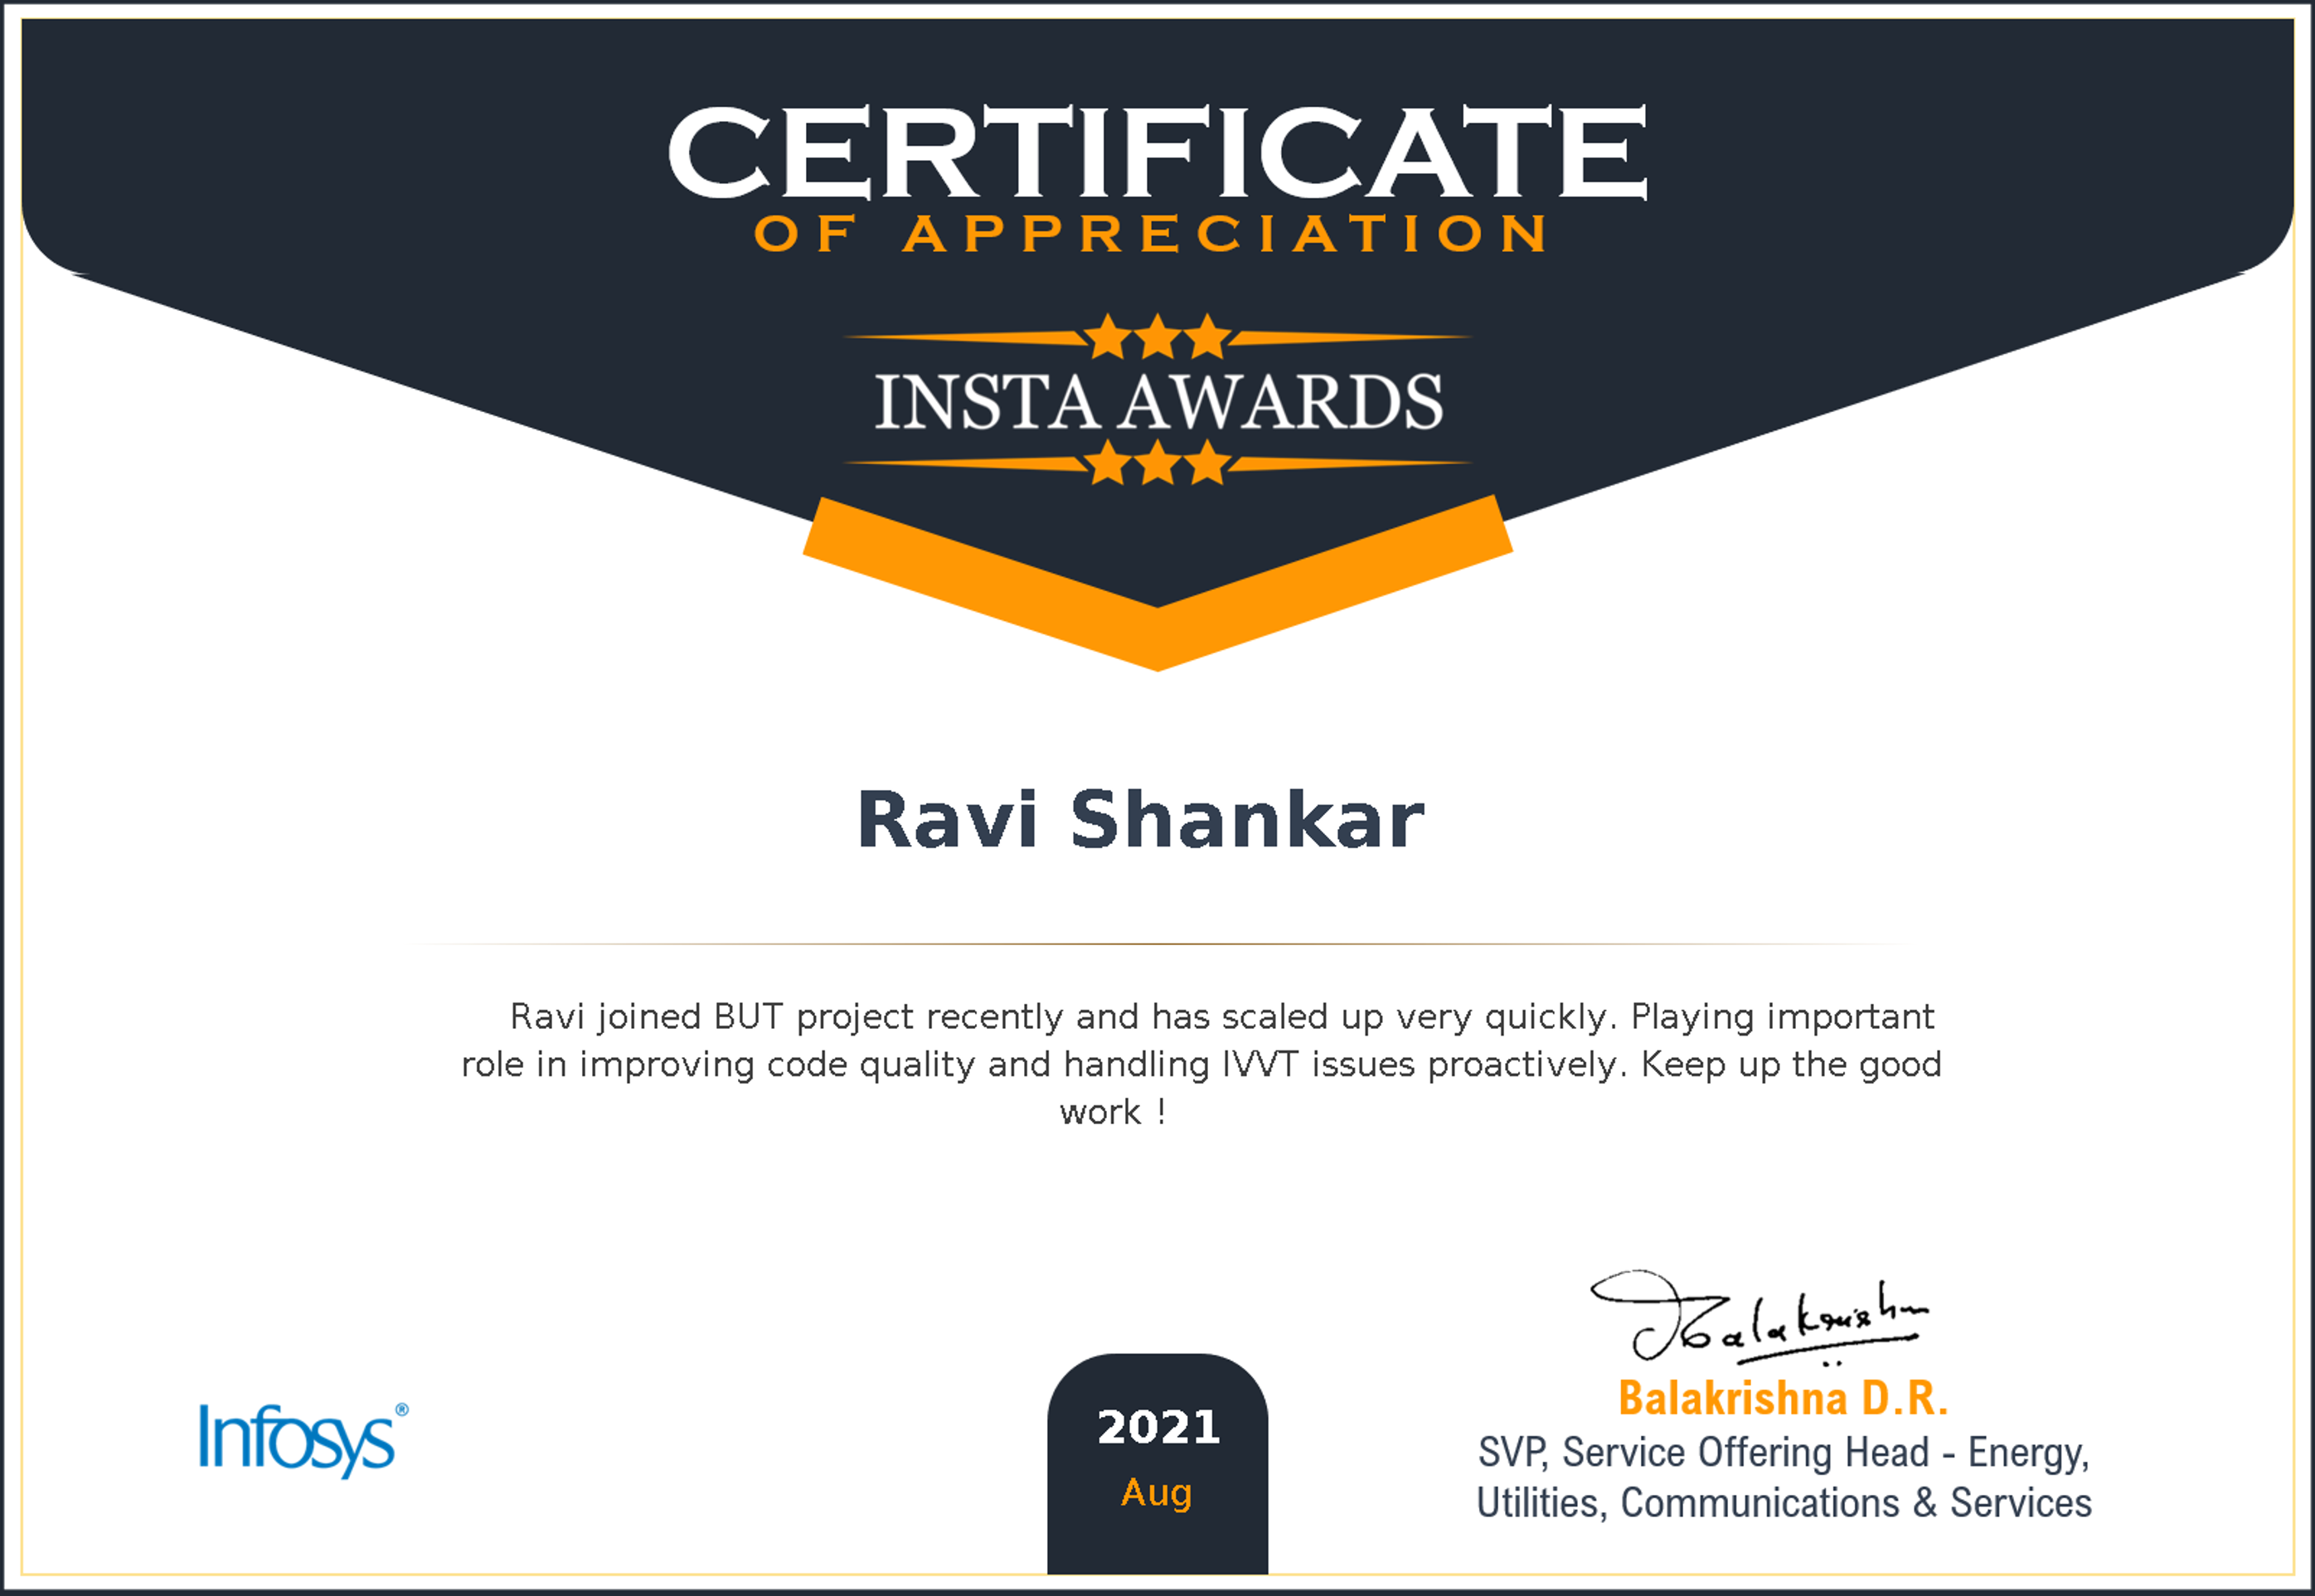 CERTIFICATE
OF APPRECIATION
INSTA AWARDS
Ravi Shankar
Ravi joined BUT project recently and has scaled up very quickly. Playing important
role in improving code quality and handling IVVT issues proactively. Keep up the good
work !
Infosys®
2021
Aug
Balakrishna
Balakrishna D.R.
SVP, Service Offering Head - Energy,
Utilities, Communications & Services